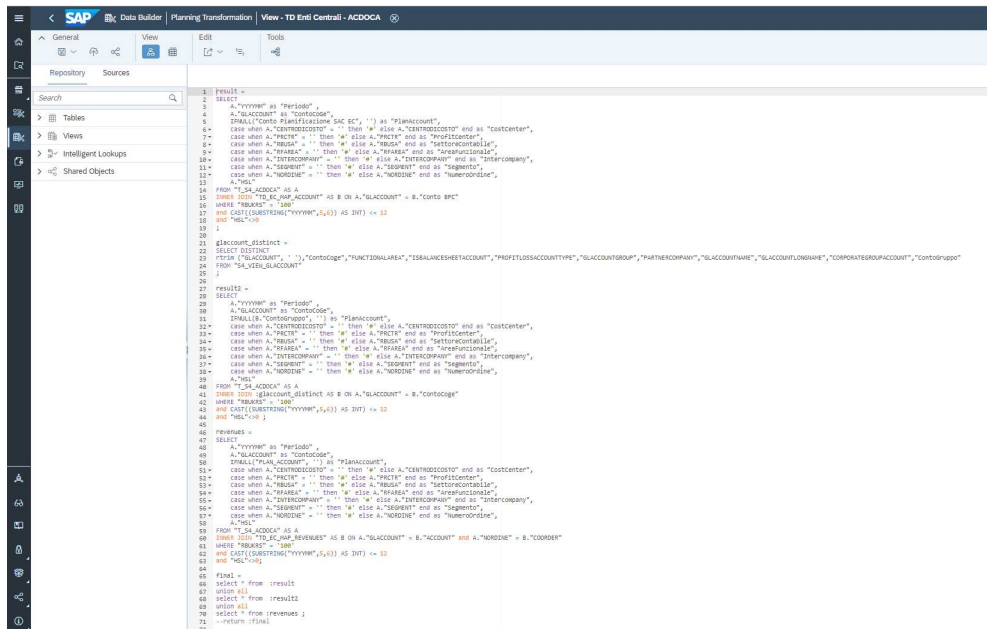 SAP Data Builder | Planning Transformation | View - TD Enti Centrali - ACDOCA
General View Edit Tools
Repository Sources
Search
Tables
Views
Intelligent Lookups
Shared Objects
1 result =
2 SELECT
3 A."YYYYMM" as "Periodo" ,
4 A."GLACCOUNT" as "ContoCoGe",
5 IFNULL("Conto Pianificazione SAC EC", '') as "PlanAccount",
6 case when A."CENTRODICOSTO" = '' then '#' else A."CENTRODICOSTO" end as "CostCenter",
7 case when A."PRCTR" = '' then '#' else A."PRCTR" end as "ProfitCenter",
8 case when A."RBUSA" = '' then '#' else A."RBUSA" end as "SettoreContabile",
9 case when A."RFAREA" = '' then '#' else A."RFAREA" end as "AreaFunzionale",
10 case when A."INTERCOMPANY" = '' then '#' else A."INTERCOMPANY" end as "Intercompany",
11 case when A."SEGMENT" = '' then '#' else A."SEGMENT" end as "Segmento",
12 case when A."NORDINE" = '' then '#' else A."NORDINE" end as "NumeroOrdine",
13 A."HSL"
14 FROM "T_S4_ACDOCA" AS A
15 INNER JOIN "TD_EC_MAP_ACCOUNT" AS B ON A."GLACCOUNT" = B."Conto BPC"
16 WHERE "RBUKRS" = '100'
17 and CAST((SUBSTRING("YYYYMM",5,6)) AS INT) <= 12
18 and "HSL"<>0
19 ;
20
21 glaccount_distinct =
22 SELECT DISTINCT
23 rtrim ("GLACCOUNT", ' '),"ContoCoge","FUNCTIONALAREA","ISBALANCESHEETACCOUNT","PROFITLOSSACCOUNTTYPE","GLACCOUNTGROUP","PARTNERCOMPANY","GLACCOUNTNAME","GLACCOUNTLONGNAME","CORPORATEGROUPACCOUNT","ContoGruppo"
24 FROM "S4_VIEW_GLACCOUNT"
25 ;
26
27 result2 =
28 SELECT
29 A."YYYYMM" as "Periodo" ,
30 A."GLACCOUNT" as "ContoCoGe",
31 IFNULL(B."ContoGruppo", '') as "PlanAccount",
32 case when A."CENTRODICOSTO" = '' then '#' else A."CENTRODICOSTO" end as "CostCenter",
33 case when A."PRCTR" = '' then '#' else A."PRCTR" end as "ProfitCenter",
34 case when A."RBUSA" = '' then '#' else A."RBUSA" end as "SettoreContabile",
35 case when A."RFAREA" = '' then '#' else A."RFAREA" end as "AreaFunzionale",
36 case when A."INTERCOMPANY" = '' then '#' else A."INTERCOMPANY" end as "Intercompany",
37 case when A."SEGMENT" = '' then '#' else A."SEGMENT" end as "Segmento",
38 case when A."NORDINE" = '' then '#' else A."NORDINE" end as "NumeroOrdine",
39 A."HSL"
40 FROM "T_S4_ACDOCA" AS A
41 INNER JOIN :glaccount_distinct AS B ON A."GLACCOUNT" = B."ContoCoge"
42 WHERE "RBUKRS" = '100'
43 and CAST((SUBSTRING("YYYYMM",5,6)) AS INT) <= 12
44 and "HSL"<>0 ;
45
46 revenues =
47 SELECT
48 A."YYYYMM" as "Periodo" ,
49 A."GLACCOUNT" as "ContoCoGe",
50 IFNULL("PLAN_ACCOUNT", '') as "PlanAccount",
51 case when A."CENTRODICOSTO" = '' then '#' else A."CENTRODICOSTO" end as "CostCenter",
52 case when A."PRCTR" = '' then '#' else A."PRCTR" end as "ProfitCenter",
53 case when A."RBUSA" = '' then '#' else A."RBUSA" end as "SettoreContabile",
54 case when A."RFAREA" = '' then '#' else A."RFAREA" end as "AreaFunzionale",
55 case when A."INTERCOMPANY" = '' then '#' else A."INTERCOMPANY" end as "Intercompany",
56 case when A."SEGMENT" = '' then '#' else A."SEGMENT" end as "Segmento",
57 case when A."NORDINE" = '' then '#' else A."NORDINE" end as "NumeroOrdine",
58 A."HSL"
59 FROM "T_S4_ACDOCA" AS A
60 INNER JOIN "TD_EC_MAP_REVENUES" AS B ON A."GLACCOUNT" = B."ACCOUNT" and A."NORDINE" = B."COORDER"
61 WHERE "RBUKRS" = '100'
62 and CAST((SUBSTRING("YYYYMM",5,6)) AS INT) <= 12
63 and "HSL"<>0;
64
65 final =
66 select * from :result
67 union all
68 select * from :result2
69 union all
70 select * from :revenues ;
71 --return :final